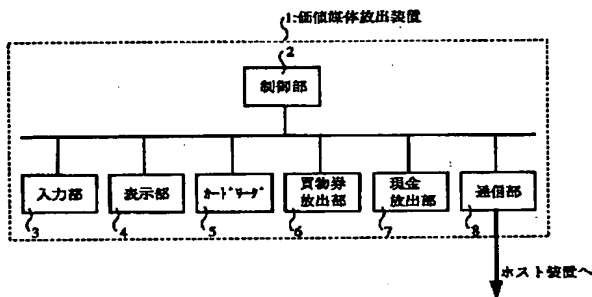 1:価値媒体放出装置
2
制御部
入力部
表示部
カードリーダ
買物券
放出部
現金
放出部
通信部
3
4
5
6
7
8
ホスト装置へ